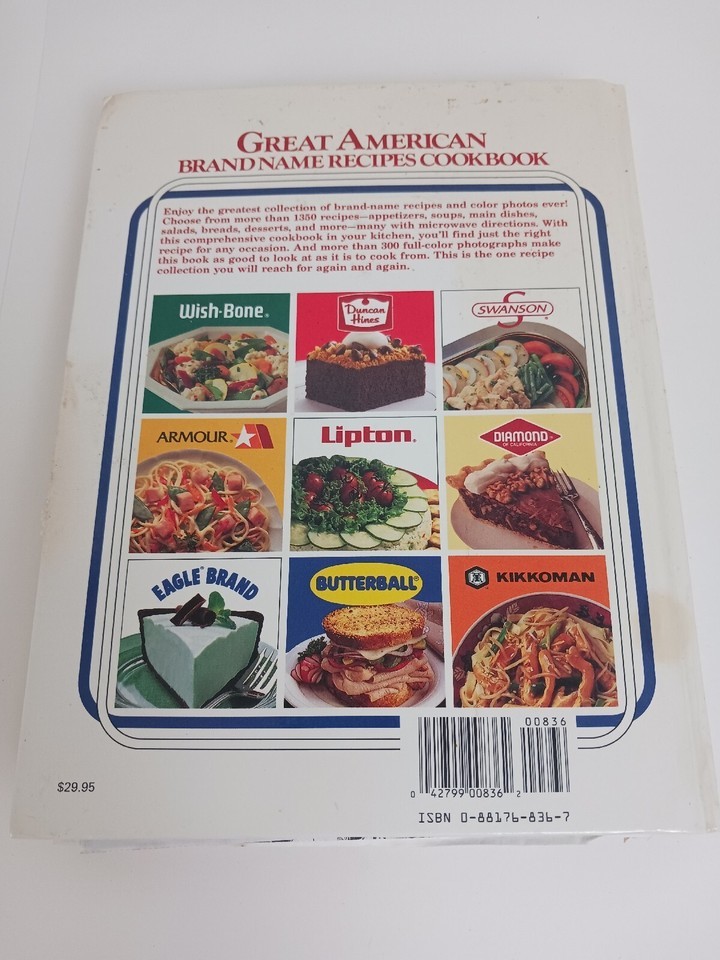 GREAT AMERICAN
BRAND NAME RECIPES COOKBOOK
Enjoy the greatest collection of brand-name recipes and color photos ever!
Choose from more than 1350 recipes—appetizers, soups, main dishes,
salads, breads, desserts, and more—many with microwave directions. With
this comprehensive cookbook in your kitchen, you'll find just the right
recipe for any occasion. And more than 300 full-color photographs make
this book as good to look at as it is to cook from. This is the one recipe
collection you will reach for again and again.
Wish-Bone®
Duncan
Hines
S
SWANSON
ARMOUR®
Lipton®
DIAMOND®
OF CALIFORNIA
EAGLE® BRAND
BUTTERBALL®
KIKKOMAN
00836
$29.95
0 42799 00836 2
ISBN 0-88176-836-7